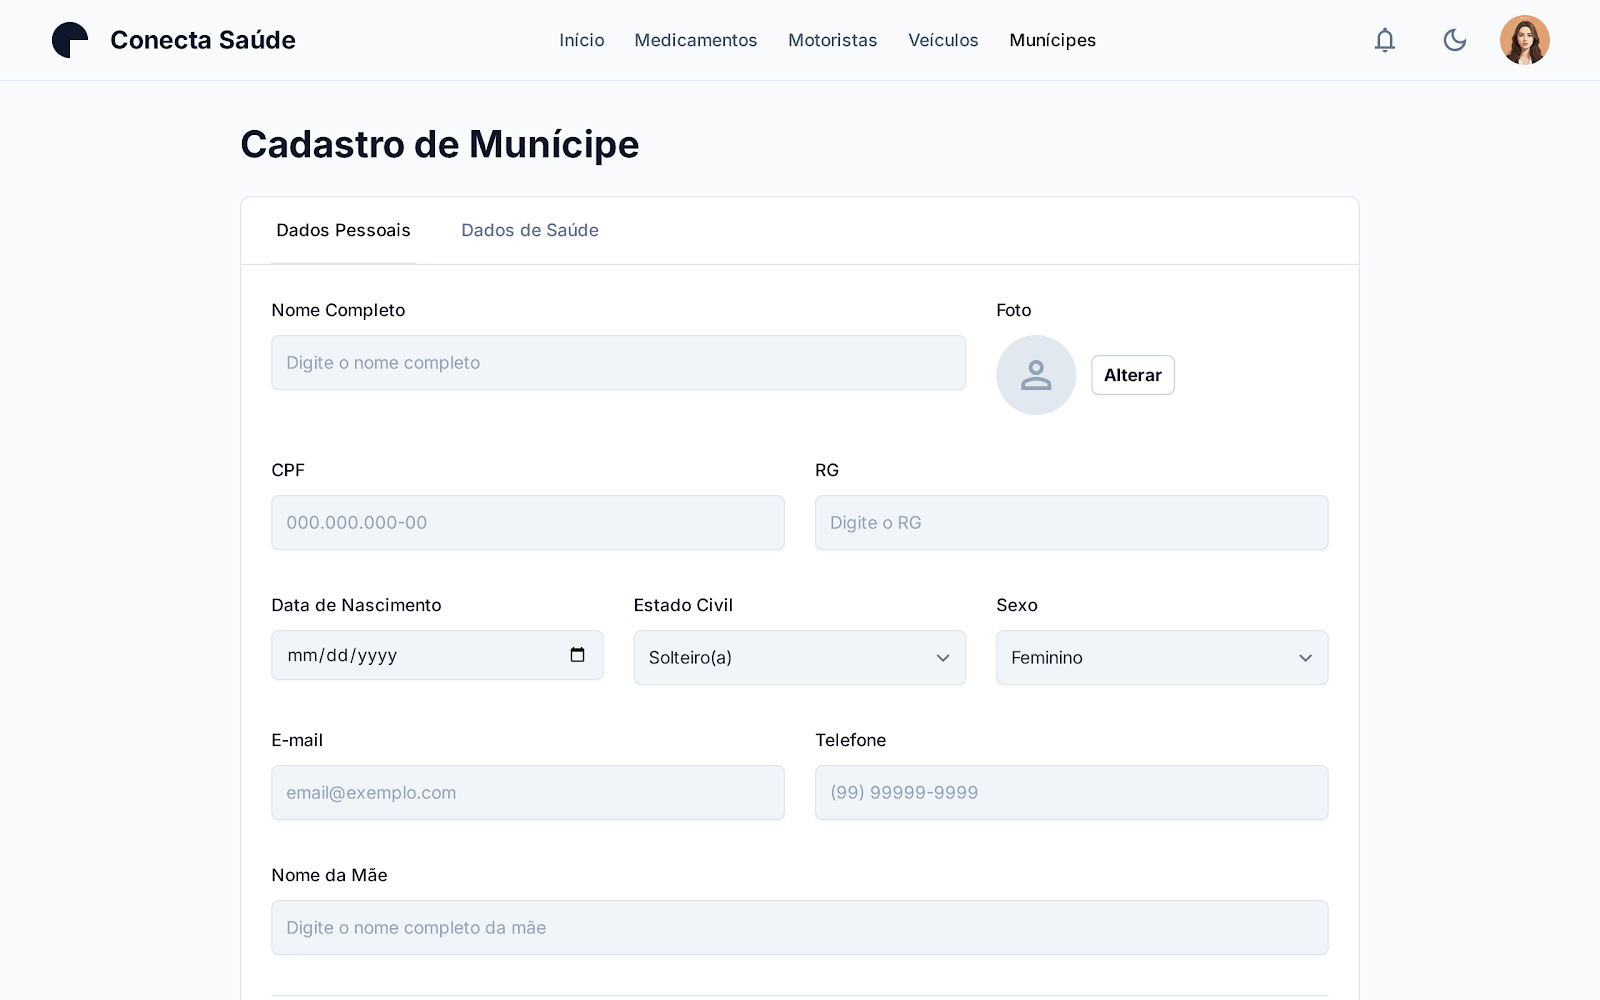 Conecta Saúde
Início Medicamentos Motoristas Veículos Munícipes
Cadastro de Munícipe
Dados Pessoais Dados de Saúde
Nome Completo Foto
Digite o nome completo
Alterar
CPF RG
000.000.000-00 Digite o RG
Data de Nascimento Estado Civil Sexo
mm/dd/yyyy Solteiro(a) Feminino
E-mail Telefone
email@exemplo.com (99) 99999-9999
Nome da Mãe
Digite o nome completo da mãe